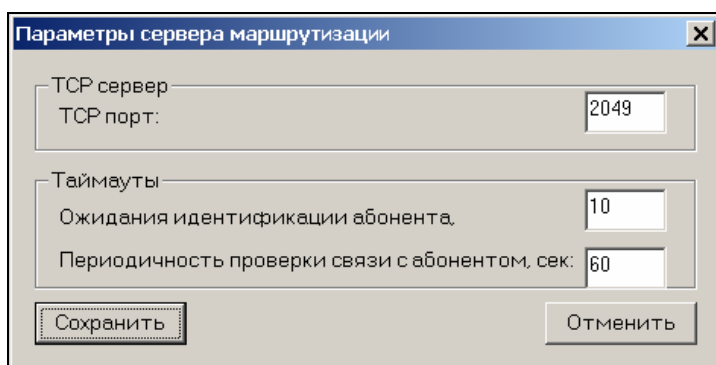 Параметры сервера маршрутизации
TCP сервер
TCP порт: 2049
Таймауты
Ожидания идентификации абонента, 10
Периодичность проверки связи с абонентом, сек: 60
Сохранить Отменить